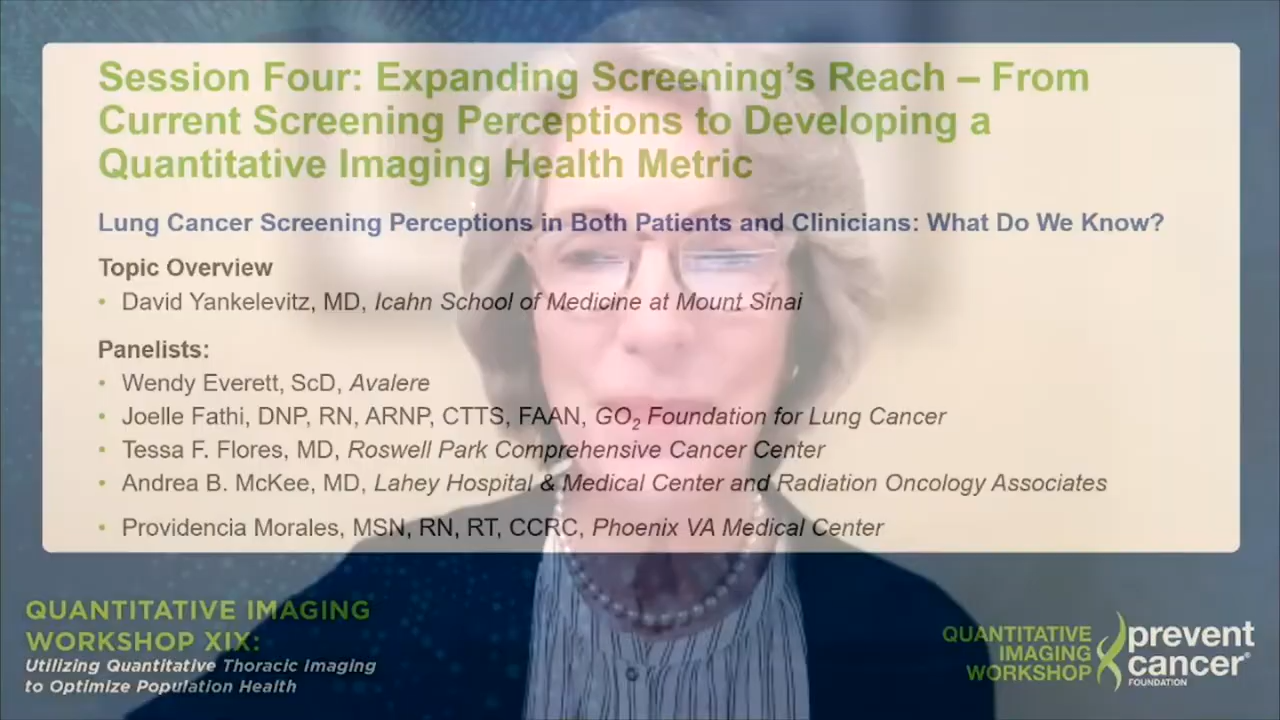 Session Four: Expanding Screening's Reach – From
Current Screening Perceptions to Developing a
Quantitative Imaging Health Metric
Lung Cancer Screening Perceptions in Both Patients and Clinicians: What Do We Know?
Topic Overview
• David Yankelevitz, MD, Icahn School of Medicine at Mount Sinai
Panelists:
• Wendy Everett, ScD, Avalere
• Joelle Fathi, DNP, RN, ARNP, CTTS, FAAN, GO₂ Foundation for Lung Cancer
• Tessa F. Flores, MD, Roswell Park Comprehensive Cancer Center
• Andrea B. McKee, MD, Lahey Hospital & Medical Center and Radiation Oncology Associates
• Providencia Morales, MSN, RN, RT, CCRC, Phoenix VA Medical Center
QUANTITATIVE IMAGING
WORKSHOP XIX:
Utilizing Quantitative Thoracic Imaging
to Optimize Population Health
QUANTITATIVE
IMAGING
WORKSHOP
prevent
cancer®
FOUNDATION